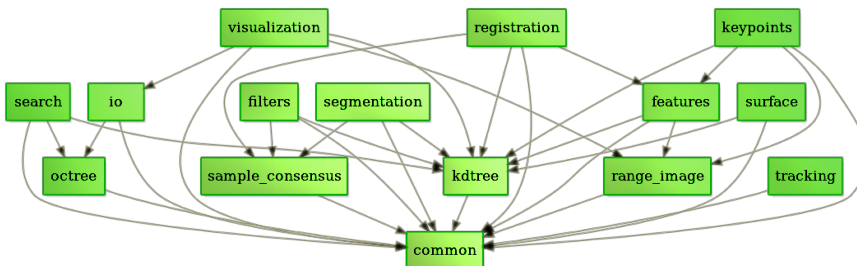 visualization
registration
keypoints
search
io
filters
segmentation
features
surface
octree
sample_consensus
kdtree
range_image
tracking
common